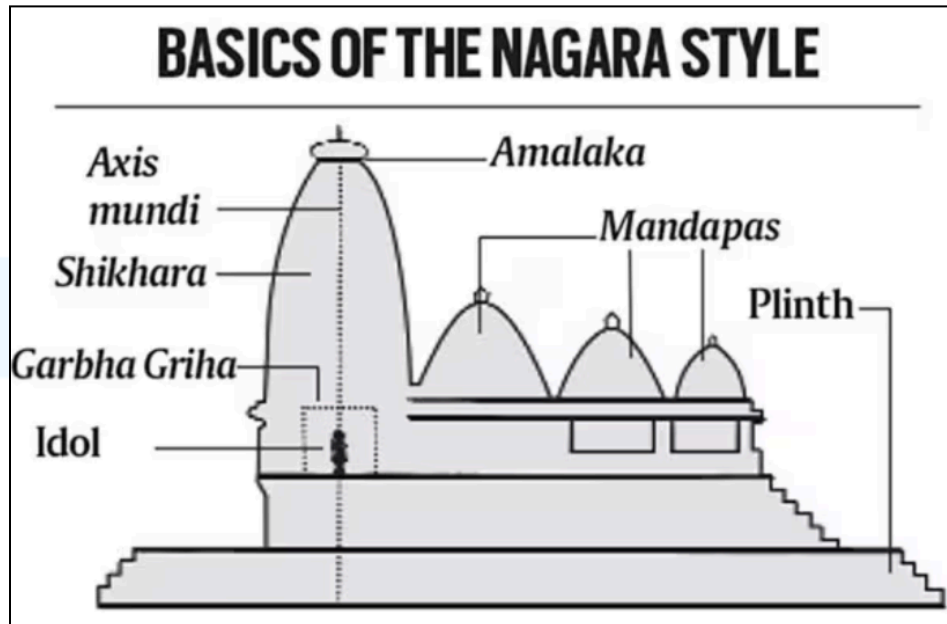 BASICS OF THE NAGARA STYLE
Axis
mundi
Amalaka
Shikhara
Mandapas
Plinth
Garbha Griha
Idol